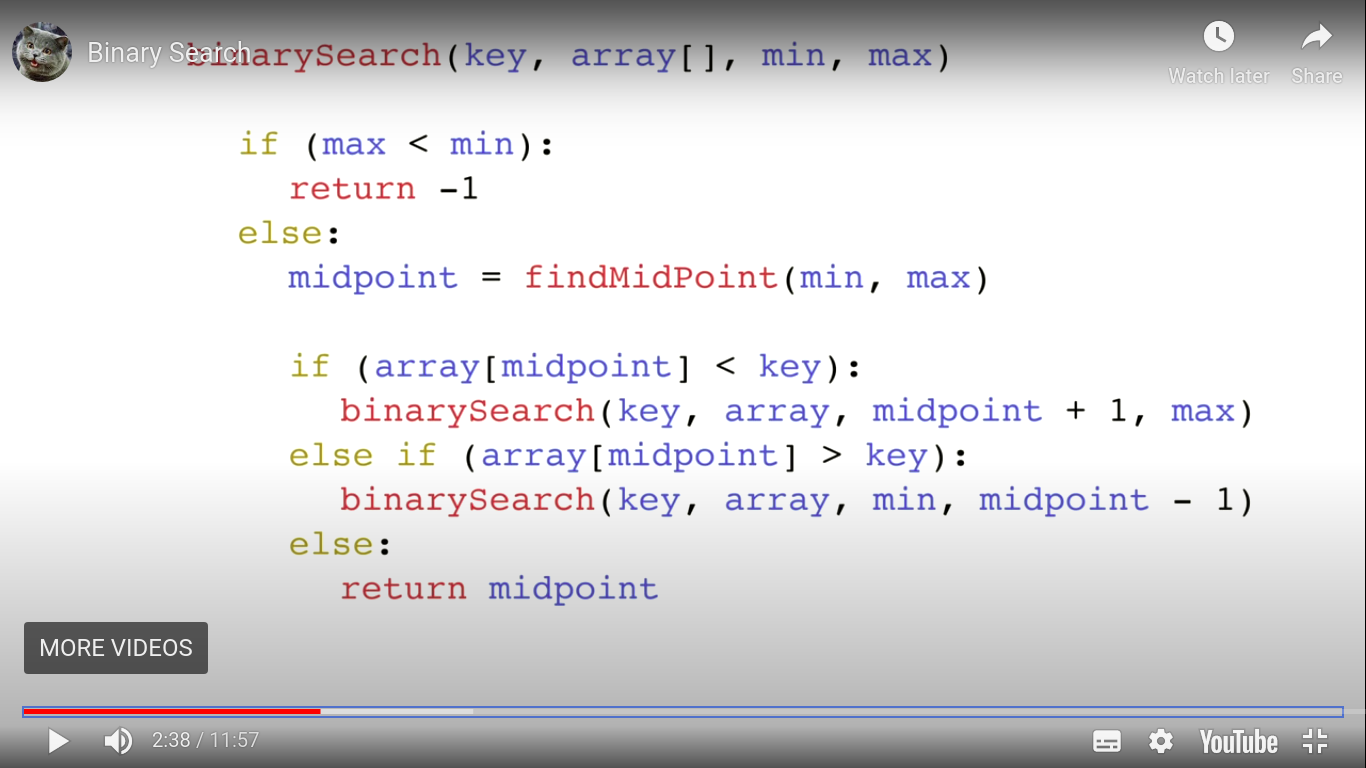 Binary Search
binarySearch(key, array[], min, max)
Watch later
Share
if (max < min):
return -1
else:
midpoint = findMidPoint(min, max)
if (array[midpoint] < key):
binarySearch(key, array, midpoint + 1, max)
else if (array[midpoint] > key):
binarySearch(key, array, min, midpoint - 1)
else:
return midpoint
MORE VIDEOS
2:38 / 11:57
YouTube